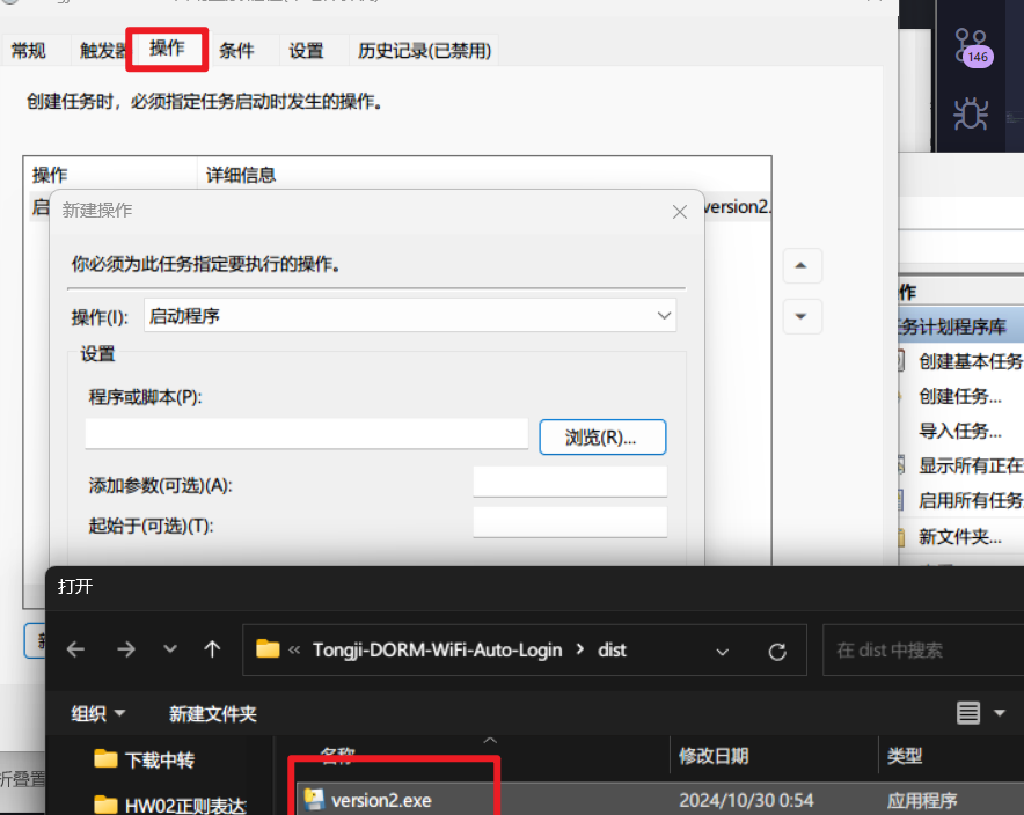 常规 触发器 操作 条件 设置 历史记录(已禁用)
146
创建任务时，必须指定任务启动时发生的操作。
操作 详细信息
启 version2.
新建操作
你必须为此任务指定要执行的操作。
操作(I): 启动程序
设置
程序或脚本(P):
浏览(R)...
添加参数(可选)(A):
起始于(可选)(T):
作
务计划程序库
创建基本任务
创建任务...
导入任务...
显示所有正在
启用所有任务
新文件夹...
打开
« Tongji-DORM-WiFi-Auto-Login › dist
在 dist 中搜索
组织 新建文件夹
折叠置
下载中转
HW02正则表达
名称 修改日期 类型
version2.exe 2024/10/30 0:54 应用程序